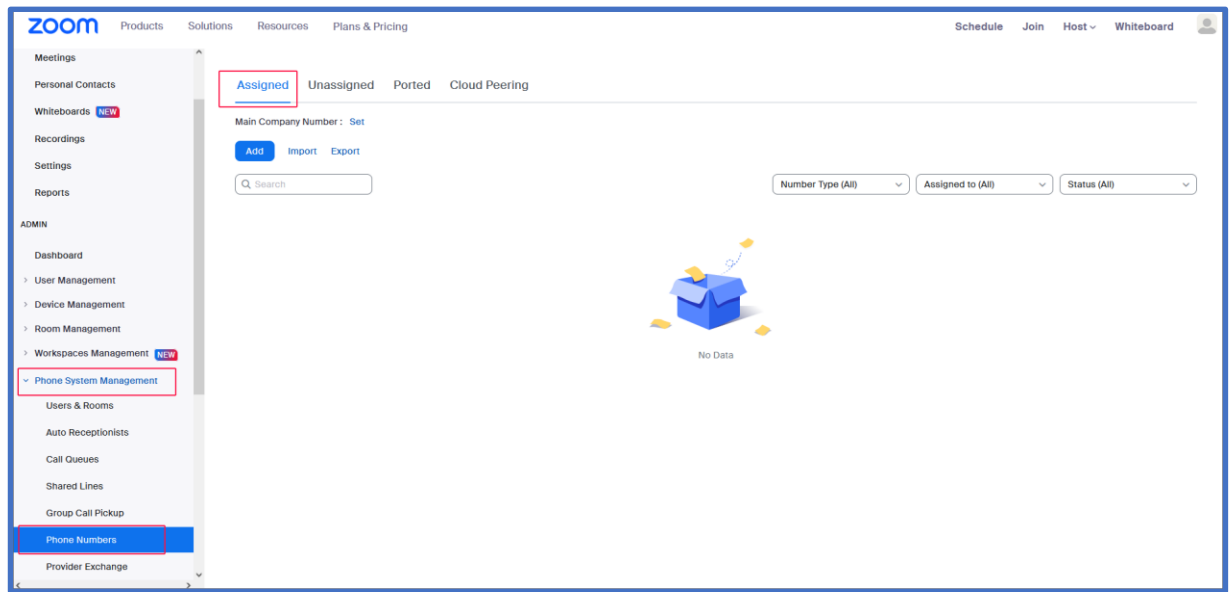 zoom Products Solutions Resources Plans & Pricing Schedule Join Host Whiteboard
Meetings
Personal Contacts
Whiteboards NEW
Recordings
Settings
Reports
ADMIN
Dashboard
User Management
Device Management
Room Management
Workspaces Management NEW
Phone System Management
Users & Rooms
Auto Receptionists
Call Queues
Shared Lines
Group Call Pickup
Phone Numbers
Provider Exchange
Assigned Unassigned Ported Cloud Peering
Main Company Number : Set
Add Import Export
Search Number Type (All) Assigned to (All) Status (All)
No Data